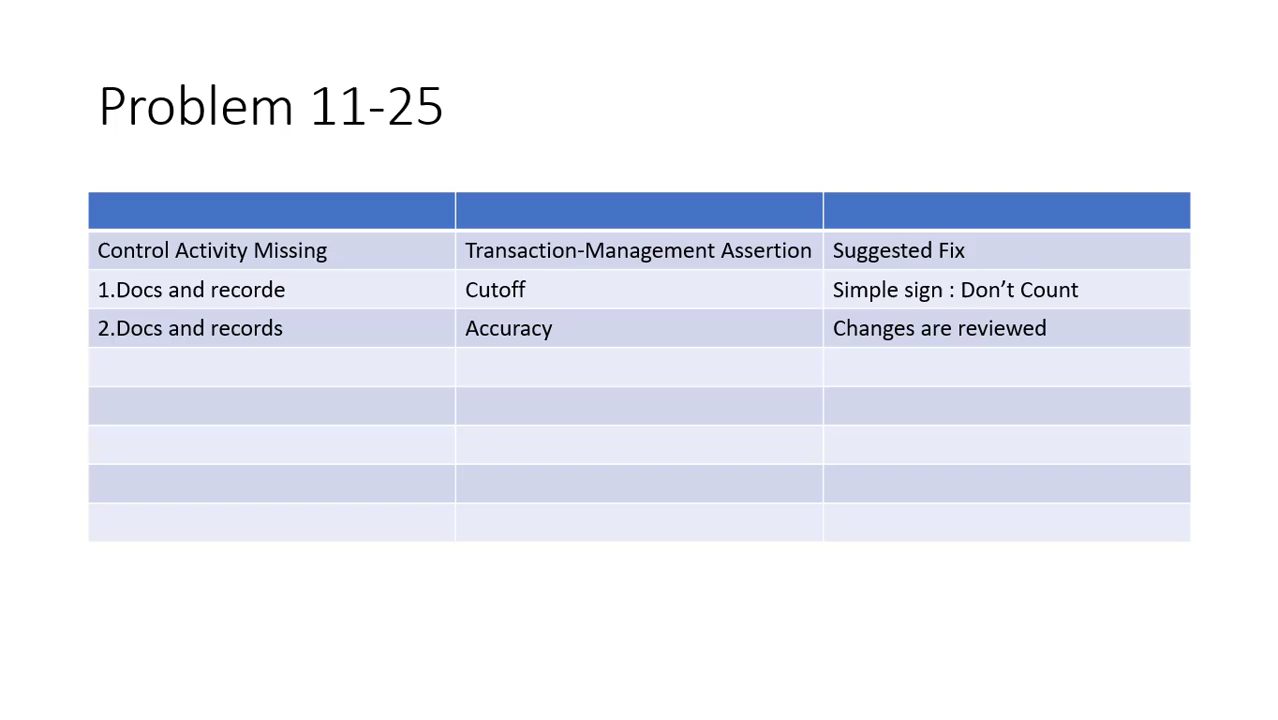 Problem 11-25
Control Activity Missing Transaction-Management Assertion Suggested Fix
1.Docs and recorde Cutoff Simple sign : Don’t Count
2.Docs and records Accuracy Changes are reviewed